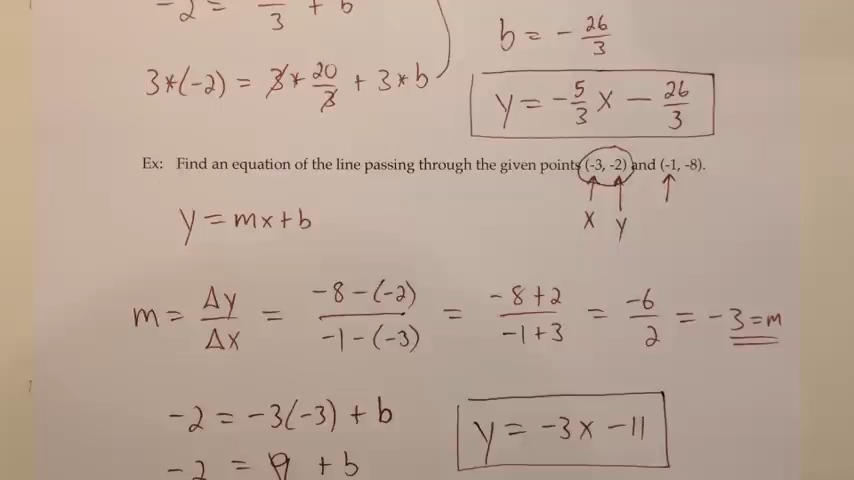 -2 = /3 + b
b = - 26/3
3*(-2) = 3* 20/3 + 3*b
y = -5/3 x - 26/3
Ex: Find an equation of the line passing through the given points (-3, -2) and (-1, -8).
x y
y = mx+b
m = Δy/Δx = -8-(-2)/-1-(-3) = -8+2/-1+3 = -6/2 = -3=m
-2 = -3(-3) + b
y = -3x -11
-2 = 9 + b